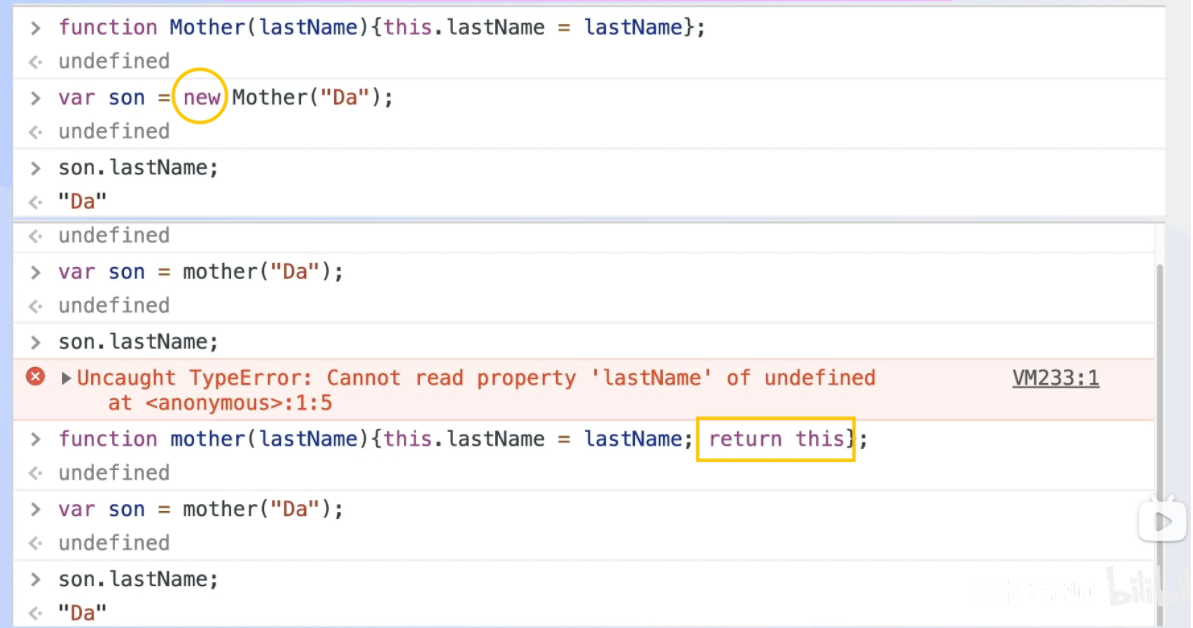 > function Mother(lastName){this.lastName = lastName};
<· undefined
> var son = new Mother("Da");
<· undefined
> son.lastName;
<· "Da"
<· undefined
> var son = mother("Da");
<· undefined
> son.lastName;
▶Uncaught TypeError: Cannot read property 'lastName' of undefined VM233:1
at <anonymous>:1:5
> function mother(lastName){this.lastName = lastName; return this};
<· undefined
> var son = mother("Da");
<· undefined
> son.lastName;
<· "Da"